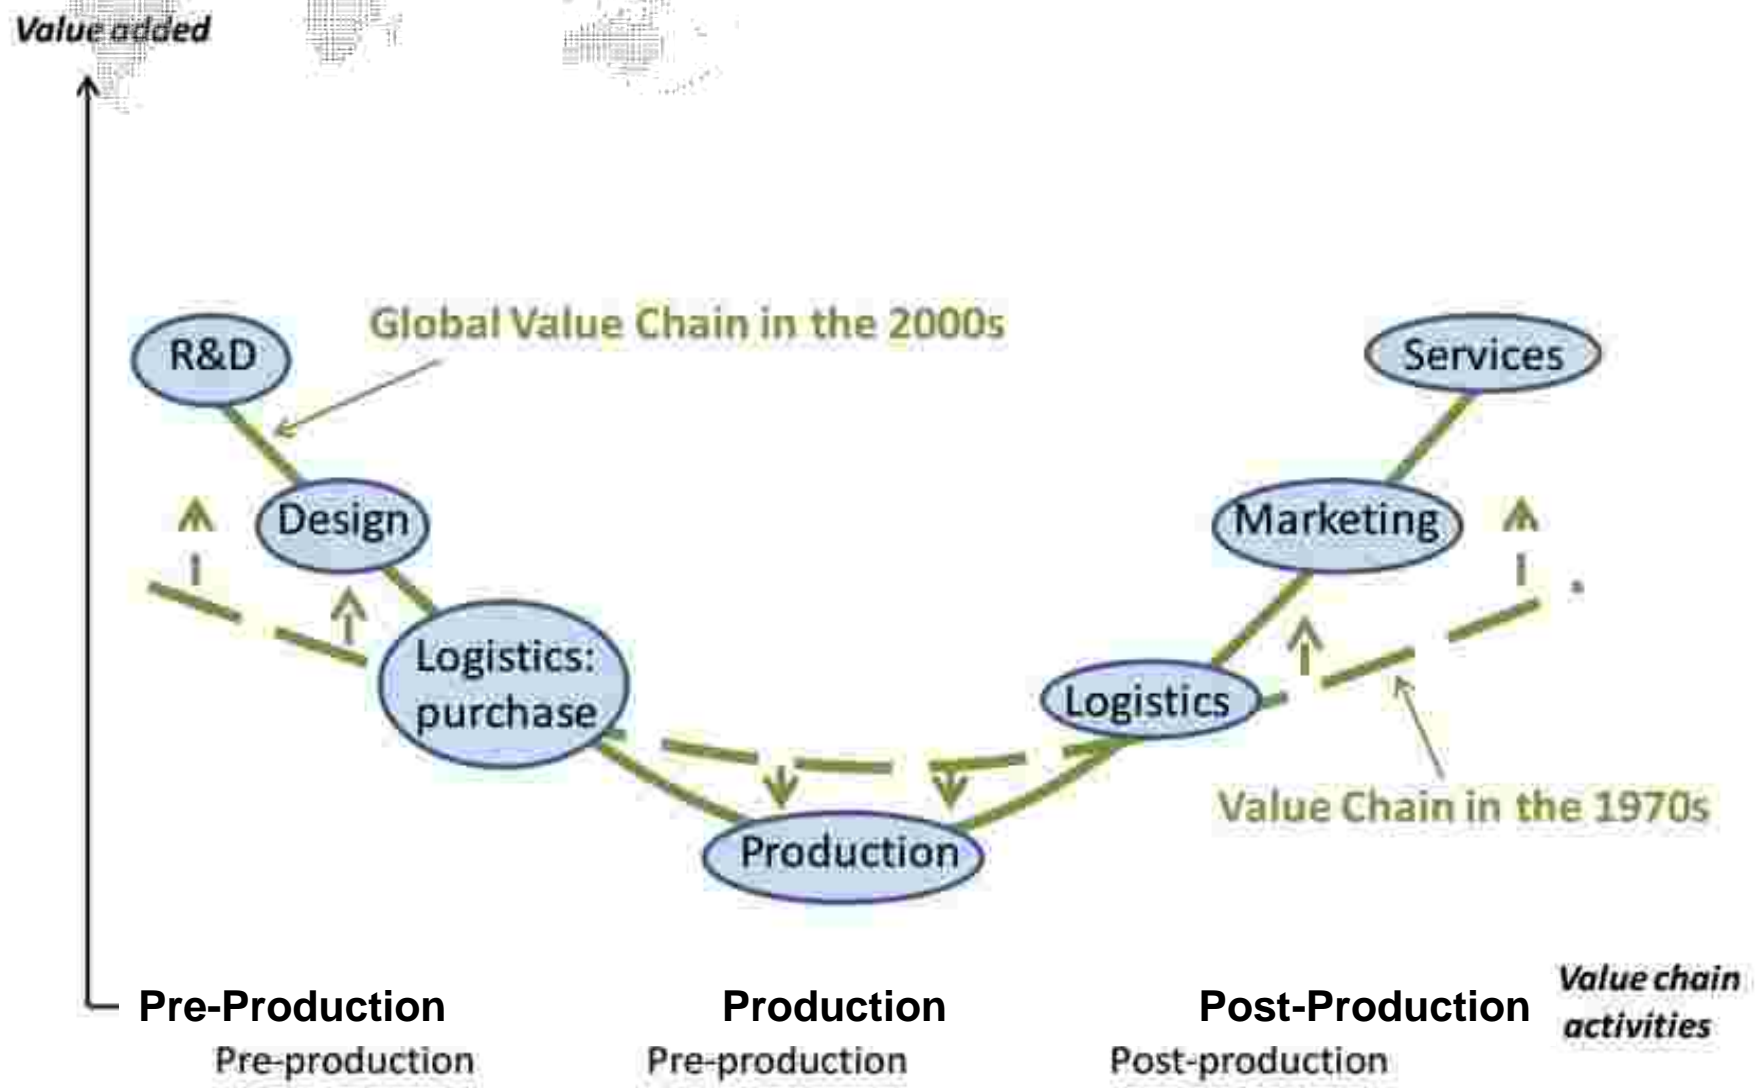 Value added
Global Value Chain in the 2000s
R&D
Services
Design
Marketing
Logistics:
purchase
Logistics
Value Chain in the 1970s
Production
Value chain
activities
Pre-Production
Production
Post-Production
Pre-production
Pre-production
Post-production